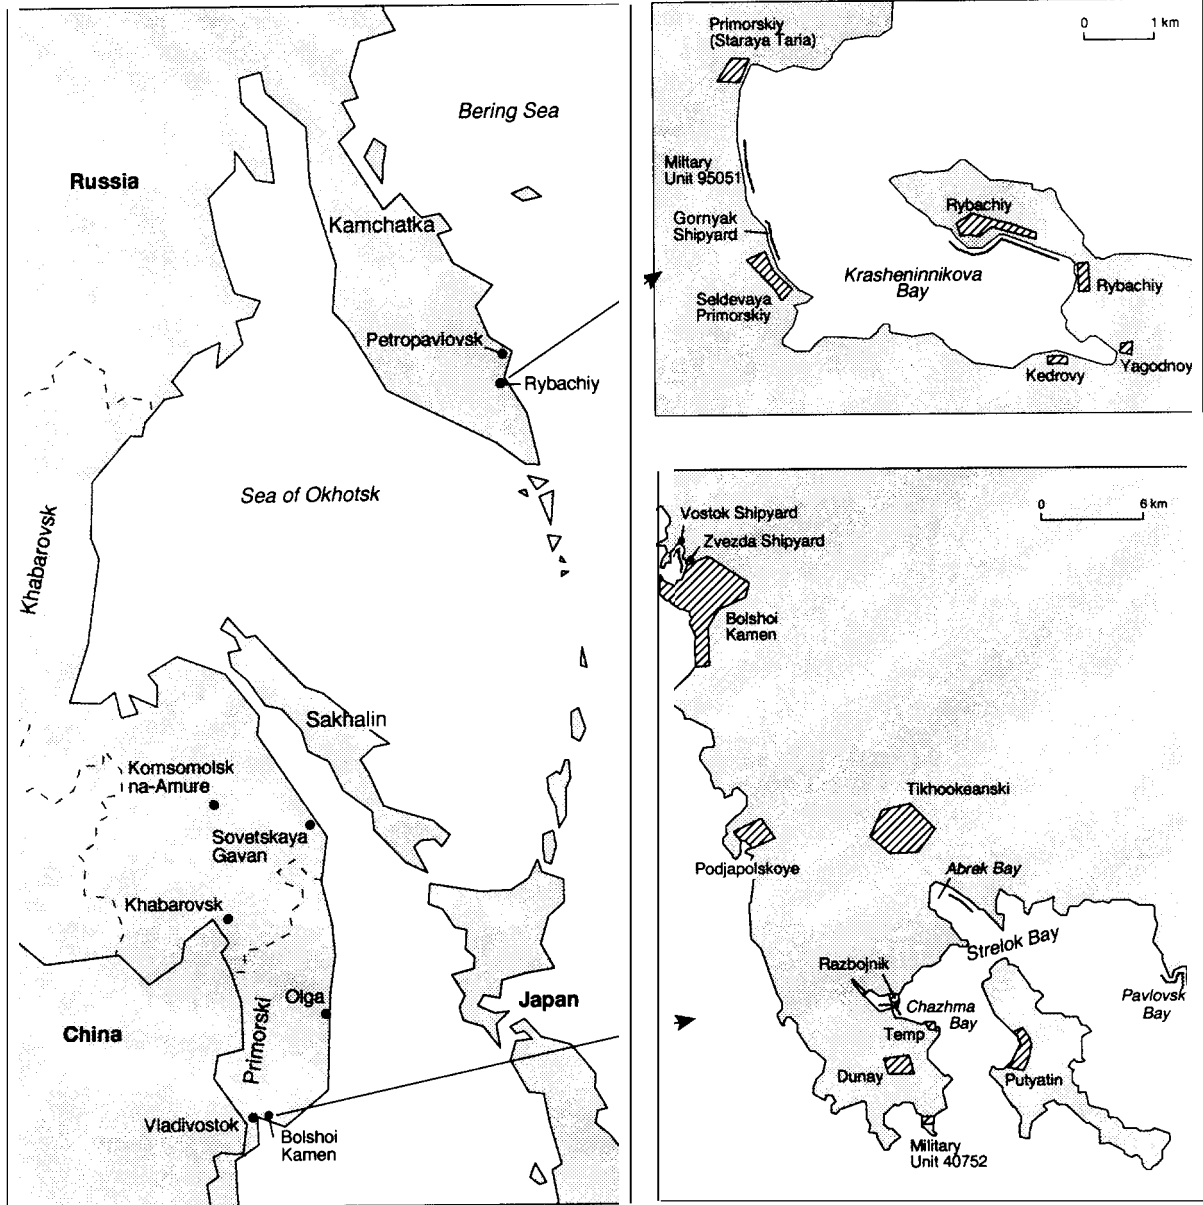 Bering Sea
Russia
Kamchatka
Petropavlovsk
Rybachiy
Sea of Okhotsk
Khabarovsk
Sakhalin
Komsomolsk
na-Amure
Sovetskaya
Gavan
Khabarovsk
Olga
Japan
China
Primorski
Vladivostok
Bolshoi
Kamen
Primorskiy
(Staraya Taria)
0 1 km
Miltary
Unit 95051
Rybachiy
Gornyak
Shipyard
Krasheninnikova
Bay
Rybachiy
Seldevaya
Primorskiy
Kedrovy
Yagodnoy
0 6 km
Vostok Shipyard
Zvezda Shipyard
Bolshoi
Kamen
Tikhookeanski
Podjapolskoye
Abrek Bay
Strelok Bay
Razbojnik
Chazhma
Bay
Pavlovsk
Bay
Temp
Dunay
Putyatin
Military
Unit 40752